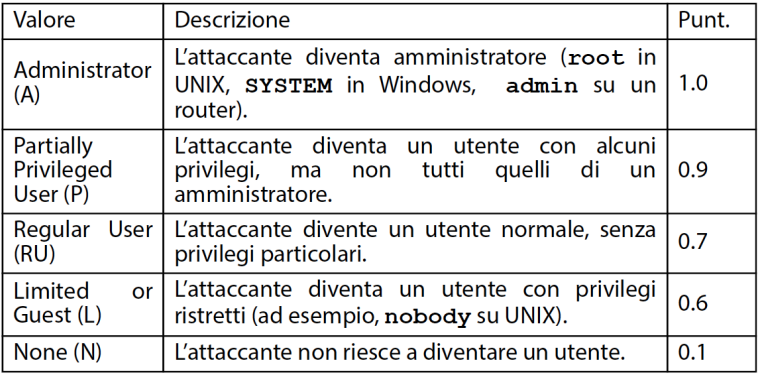 Valore Descrizione Punt.
Administrator (A) L'attaccante diventa amministratore (root in
UNIX, SYSTEM in Windows, admin su un
router). 1.0
Partially
Privileged
User (P) L'attaccante diventa un utente con alcuni
privilegi, ma non tutti quelli di un
amministratore. 0.9
Regular User
(RU) L'attaccante divente un utente normale, senza
privilegi particolari. 0.7
Limited or
Guest (L) L'attaccante diventa un utente con privilegi
ristretti (ad esempio, nobody su UNIX). 0.6
None (N) L'attaccante non riesce a diventare un utente. 0.1